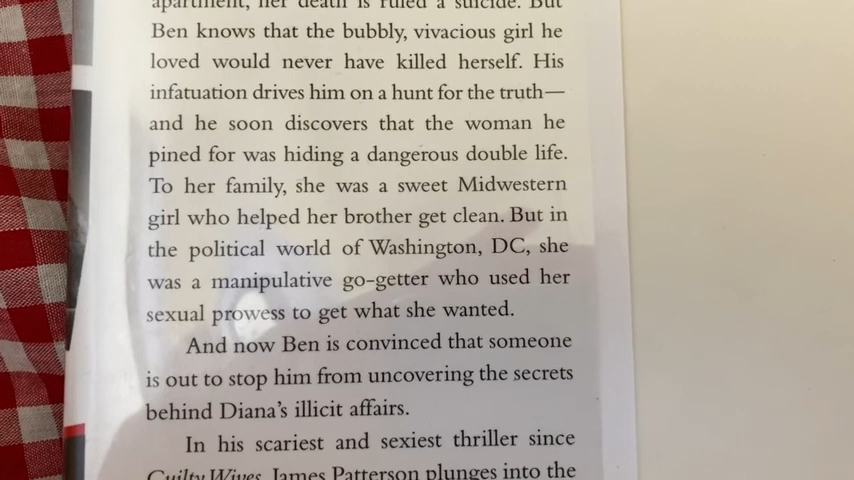 apartment, her death is ruled a suicide. But
Ben knows that the bubbly, vivacious girl he
loved would never have killed herself. His
infatuation drives him on a hunt for the truth—
and he soon discovers that the woman he
pined for was hiding a dangerous double life.
To her family, she was a sweet Midwestern
girl who helped her brother get clean. But in
the political world of Washington, DC, she
was a manipulative go-getter who used her
sexual prowess to get what she wanted.
And now Ben is convinced that someone
is out to stop him from uncovering the secrets
behind Diana's illicit affairs.
In his scariest and sexiest thriller since
Guilty Wives, James Patterson plunges into the